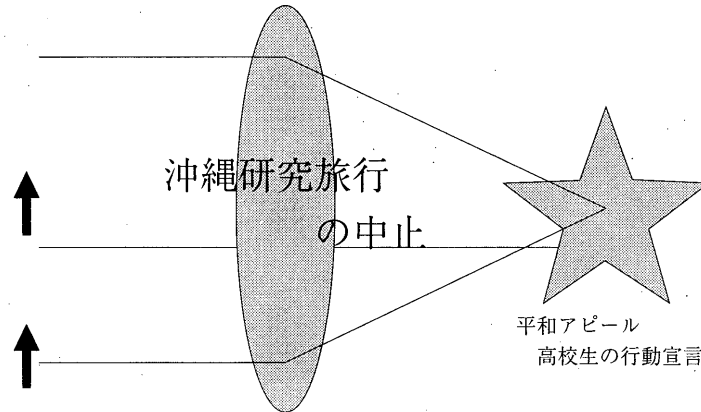 沖縄研究旅行
の中止
平和アピール
高校生の行動宣言